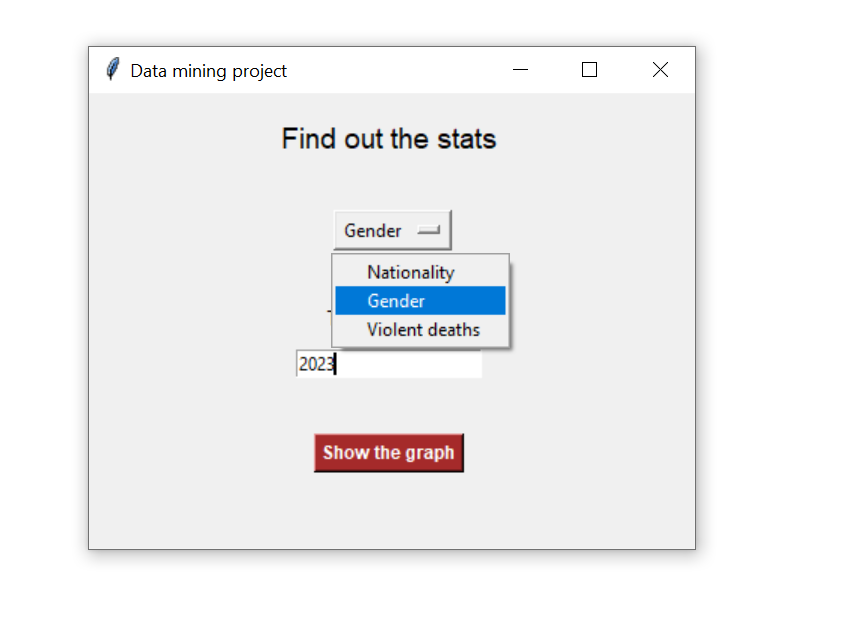 Data mining project
Find out the stats
Gender
Nationality
Gender
Violent deaths
2023
Show the graph